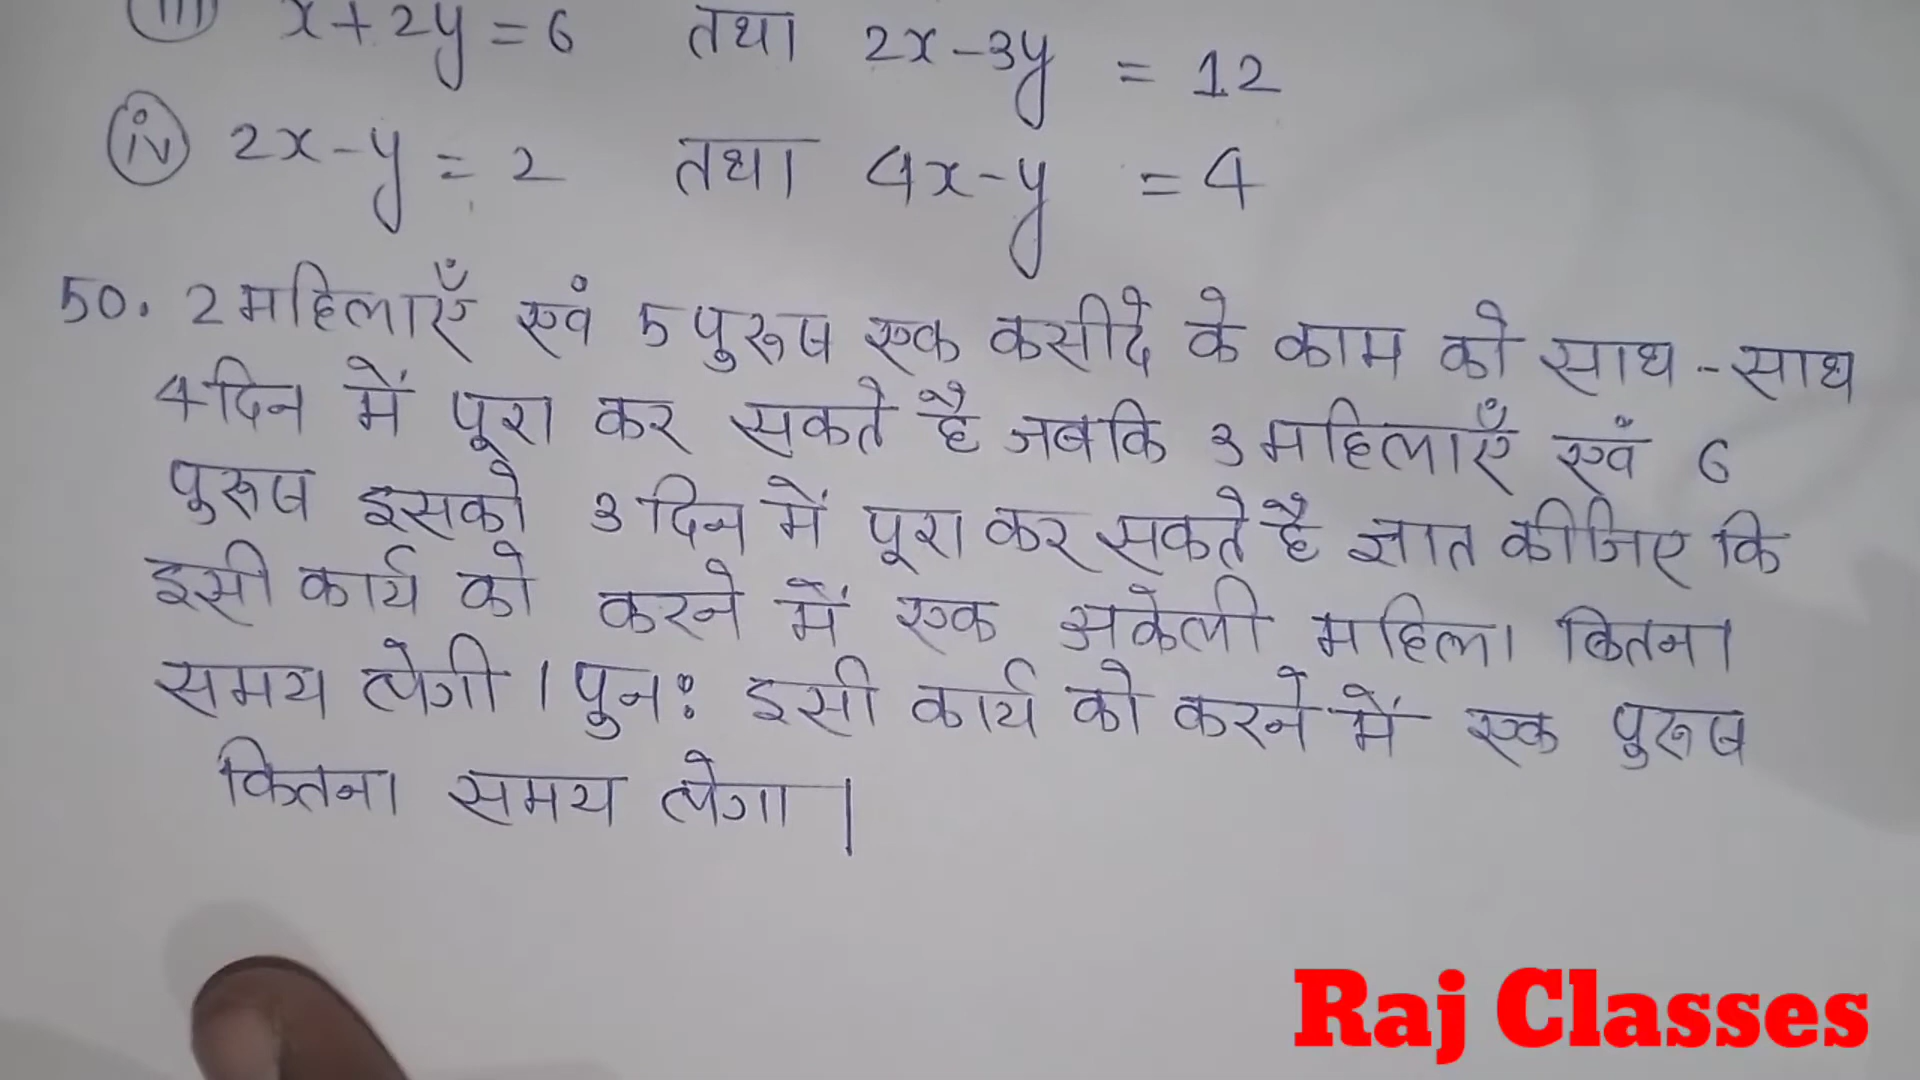 (iii) x+2y = 6 तथा 2x-3y = 12
(iv) 2x-y = 2 तथा 4x-y = 4
50. 2 महिलाएँ एवं 5 पुरूष एक कसीदे के काम को साथ-साथ
4 दिन में पूरा कर सकते है जबकि 3 महिलाएँ एवं 6
पुरूष इसको 3 दिन में पूरा कर सकते है ज्ञात कीजिए कि
इसी कार्य को करने में एक अकेली महिला कितना
समय लेगी । पुनः इसी कार्य को करने में एक पुरूष
कितना समय लेगा ।
Raj Classes